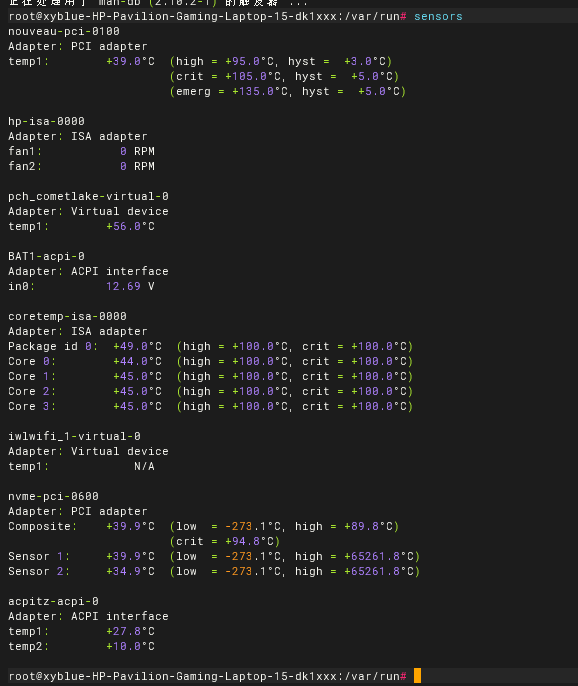 正在处理用于 man-db (2.10.2-1) 的触发器 ...
root@xyblue-HP-Pavilion-Gaming-Laptop-15-dk1xxx:/var/run# sensors
nouveau-pci-0100
Adapter: PCI adapter
temp1:        +39.0°C  (high = +95.0°C, hyst =  +3.0°C)
                       (crit = +105.0°C, hyst =  +5.0°C)
                       (emerg = +135.0°C, hyst =  +5.0°C)

hp-isa-0000
Adapter: ISA adapter
fan1:           0 RPM
fan2:           0 RPM

pch_cometlake-virtual-0
Adapter: Virtual device
temp1:        +56.0°C

BAT1-acpi-0
Adapter: ACPI interface
in0:          12.69 V

coretemp-isa-0000
Adapter: ISA adapter
Package id 0:  +49.0°C  (high = +100.0°C, crit = +100.0°C)
Core 0:        +44.0°C  (high = +100.0°C, crit = +100.0°C)
Core 1:        +45.0°C  (high = +100.0°C, crit = +100.0°C)
Core 2:        +45.0°C  (high = +100.0°C, crit = +100.0°C)
Core 3:        +45.0°C  (high = +100.0°C, crit = +100.0°C)

iwlwifi_1-virtual-0
Adapter: Virtual device
temp1:            N/A

nvme-pci-0600
Adapter: PCI adapter
Composite:    +39.9°C  (low  = -273.1°C, high = +89.8°C)
                       (crit = +94.8°C)
Sensor 1:     +39.9°C  (low  = -273.1°C, high = +65261.8°C)
Sensor 2:     +34.9°C  (low  = -273.1°C, high = +65261.8°C)

acpitz-acpi-0
Adapter: ACPI interface
temp1:        +27.8°C
temp2:        +10.0°C

root@xyblue-HP-Pavilion-Gaming-Laptop-15-dk1xxx:/var/run#